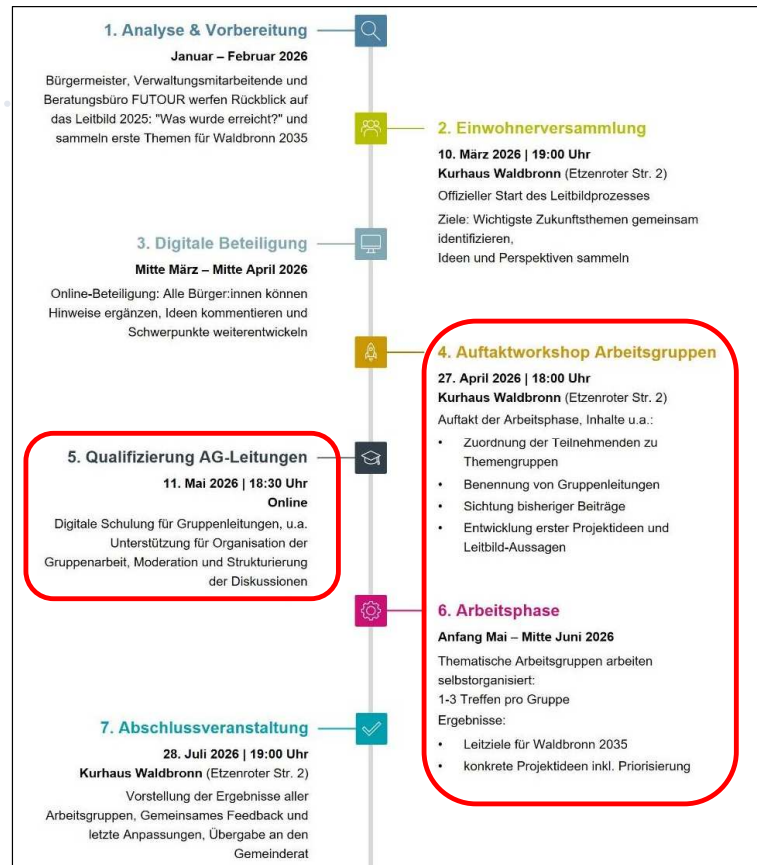 1. Analyse & Vorbereitung
Januar – Februar 2026
Bürgermeister, Verwaltungsmitarbeitende und
Beratungsbüro FUTOUR werfen Rückblick auf
das Leitbild 2025: "Was wurde erreicht?" und
sammeln erste Themen für Waldbronn 2035
2. Einwohnerversammlung
10. März 2026 | 19:00 Uhr
Kurhaus Waldbronn (Etzenroter Str. 2)
Offizieller Start des Leitbildprozesses
Ziele: Wichtigste Zukunftsthemen gemeinsam
identifizieren,
Ideen und Perspektiven sammeln
3. Digitale Beteiligung
Mitte März – Mitte April 2026
Online-Beteiligung: Alle Bürger:innen können
Hinweise ergänzen, Ideen kommentieren und
Schwerpunkte weiterentwickeln
4. Auftaktworkshop Arbeitsgruppen
27. April 2026 | 18:00 Uhr
Kurhaus Waldbronn (Etzenroter Str. 2)
Auftakt der Arbeitsphase, Inhalte u.a.:
• Zuordnung der Teilnehmenden zu
Themengruppen
• Benennung von Gruppenleitungen
• Sichtung bisheriger Beiträge
• Entwicklung erster Projektideen und
Leitbild-Aussagen
5. Qualifizierung AG-Leitungen
11. Mai 2026 | 18:30 Uhr
Online
Digitale Schulung für Gruppenleitungen, u.a.
Unterstützung für Organisation der
Gruppenarbeit, Moderation und Strukturierung
der Diskussionen
6. Arbeitsphase
Anfang Mai – Mitte Juni 2026
Thematische Arbeitsgruppen arbeiten
selbstorganisiert:
1-3 Treffen pro Gruppe
Ergebnisse:
• Leitziele für Waldbronn 2035
• konkrete Projektideen inkl. Priorisierung
7. Abschlussveranstaltung
28. Juli 2026 | 19:00 Uhr
Kurhaus Waldbronn (Etzenroter Str. 2)
Vorstellung der Ergebnisse aller
Arbeitsgruppen, Gemeinsames Feedback und
letzte Anpassungen, Übergabe an den
Gemeinderat